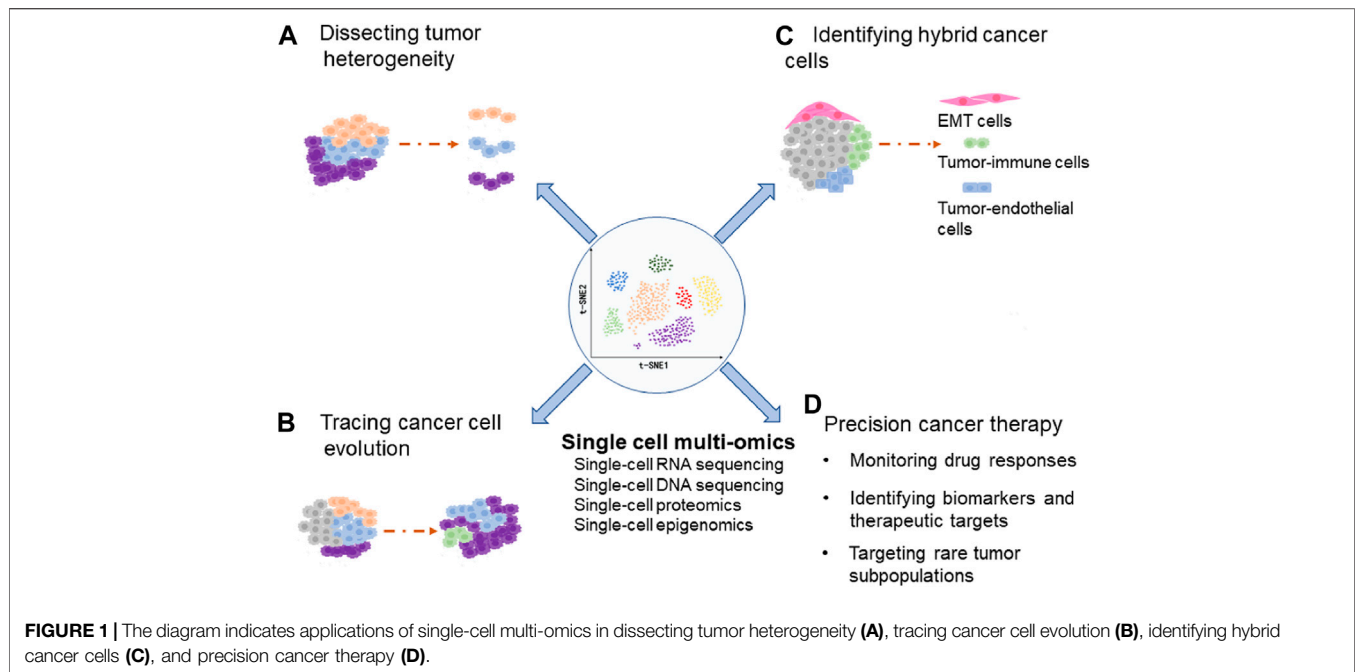 A Dissecting tumor
heterogeneity
C Identifying hybrid cancer
cells
EMT cells
Tumor-immune cells
Tumor-endothelial
cells
t-SNE2
t-SNE1
B Tracing cancer cell
evolution
Single cell multi-omics
Single-cell RNA sequencing
Single-cell DNA sequencing
Single-cell proteomics
Single-cell epigenomics
D
Precision cancer therapy
• Monitoring drug responses
• Identifying biomarkers and
therapeutic targets
• Targeting rare tumor
subpopulations
FIGURE 1 | The diagram indicates applications of single-cell multi-omics in dissecting tumor heterogeneity (A), tracing cancer cell evolution (B), identifying hybrid
cancer cells (C), and precision cancer therapy (D).